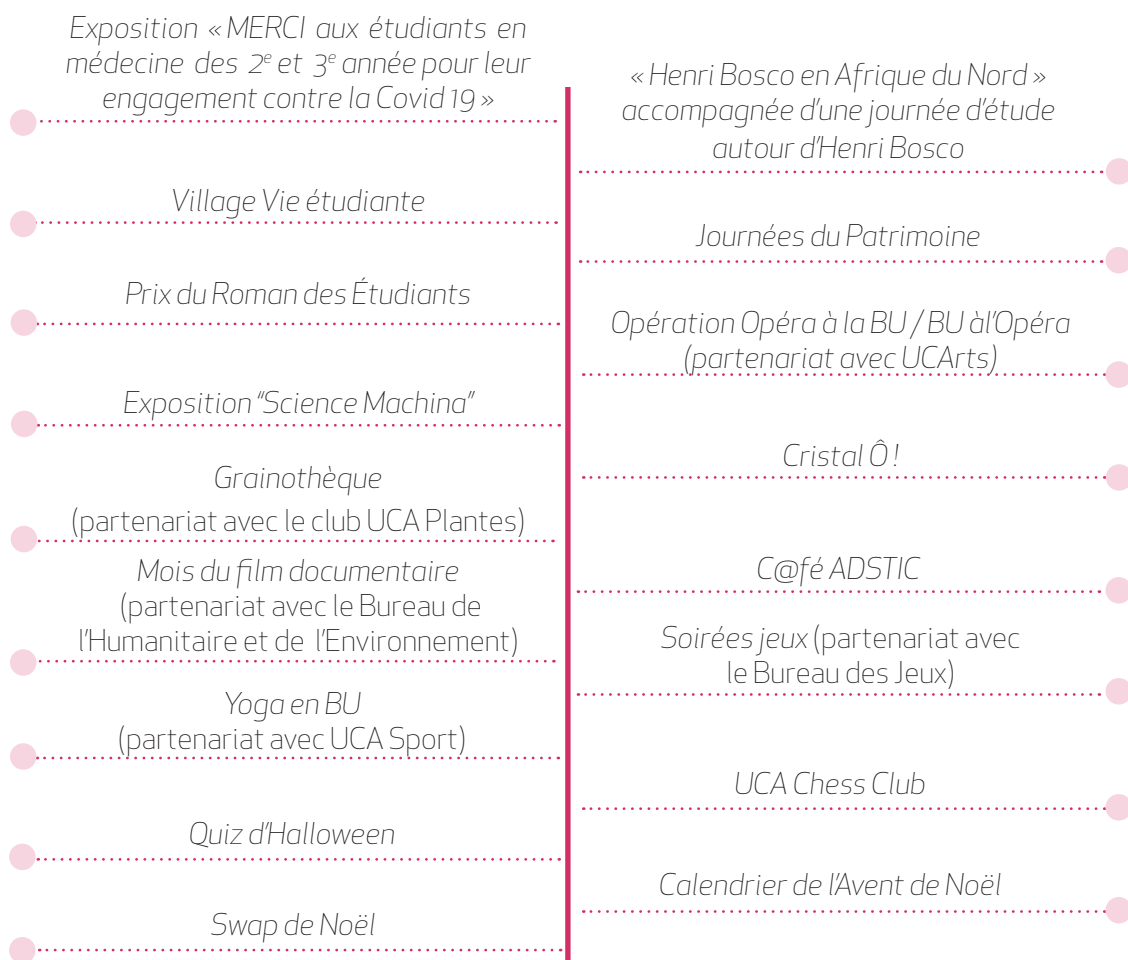 Exposition « MERCI aux étudiants en
médecine des 2e et 3e année pour leur
engagement contre la Covid 19 »
« Henri Bosco en Afrique du Nord »
accompagnée d'une journée d'étude
autour d'Henri Bosco
Village Vie étudiante
Journées du Patrimoine
Prix du Roman des Étudiants
Opération Opéra à la BU / BU àl'Opéra
(partenariat avec UCArts)
Exposition "Science Machina"
Cristal Ô !
Grainothèque
(partenariat avec le club UCA Plantes)
C@fé ADSTIC
Mois du film documentaire
(partenariat avec le Bureau de
l'Humanitaire et de l'Environnement)
Soirées jeux (partenariat avec
le Bureau des Jeux)
Yoga en BU
(partenariat avec UCA Sport)
UCA Chess Club
Quiz d'Halloween
Calendrier de l'Avent de Noël
Swap de Noël